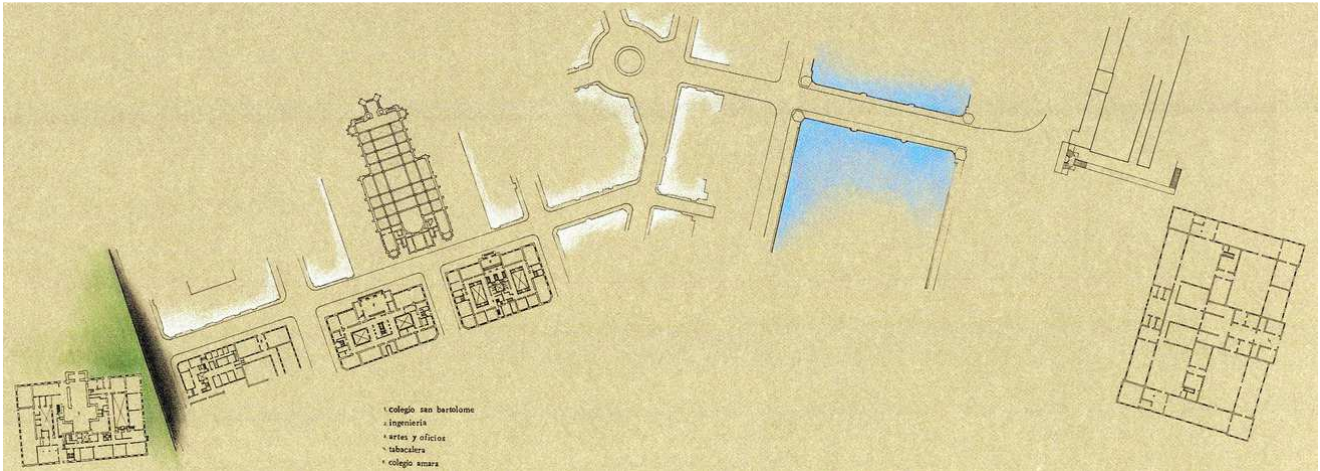 colegio san bartolome
ingenieria
artes y oficios
tabacalera
colegio amara